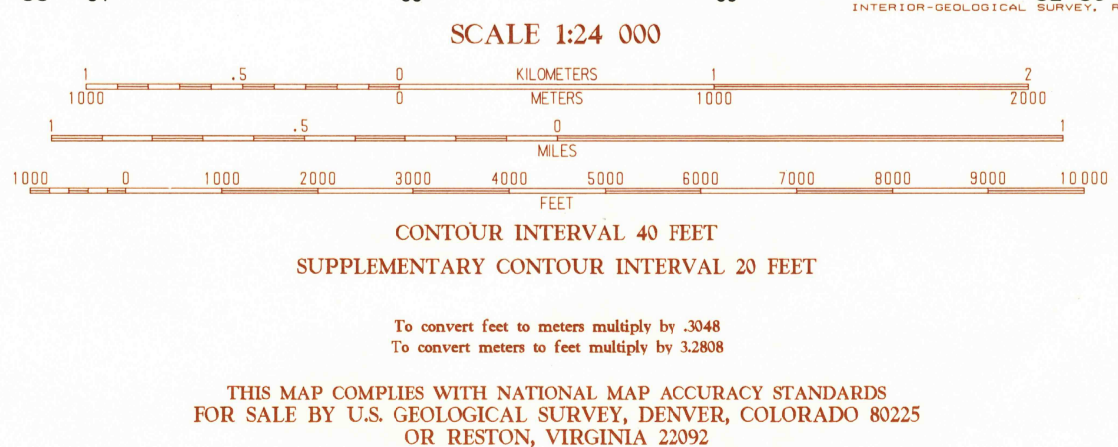 INTERIOR-GEOLOGICAL SURVEY, R
SCALE 1:24 000
1 .5 0 KILOMETERS 1 2
1000 0 METERS 1000 2000
1 .5 0 1
MILES
1000 0 1000 2000 3000 4000 5000 6000 7000 8000 9000 10 000
FEET
CONTOUR INTERVAL 40 FEET
SUPPLEMENTARY CONTOUR INTERVAL 20 FEET
To convert feet to meters multiply by .3048
To convert meters to feet multiply by 3.2808
THIS MAP COMPLIES WITH NATIONAL MAP ACCURACY STANDARDS
FOR SALE BY U.S. GEOLOGICAL SURVEY, DENVER, COLORADO 80225
OR RESTON, VIRGINIA 22092